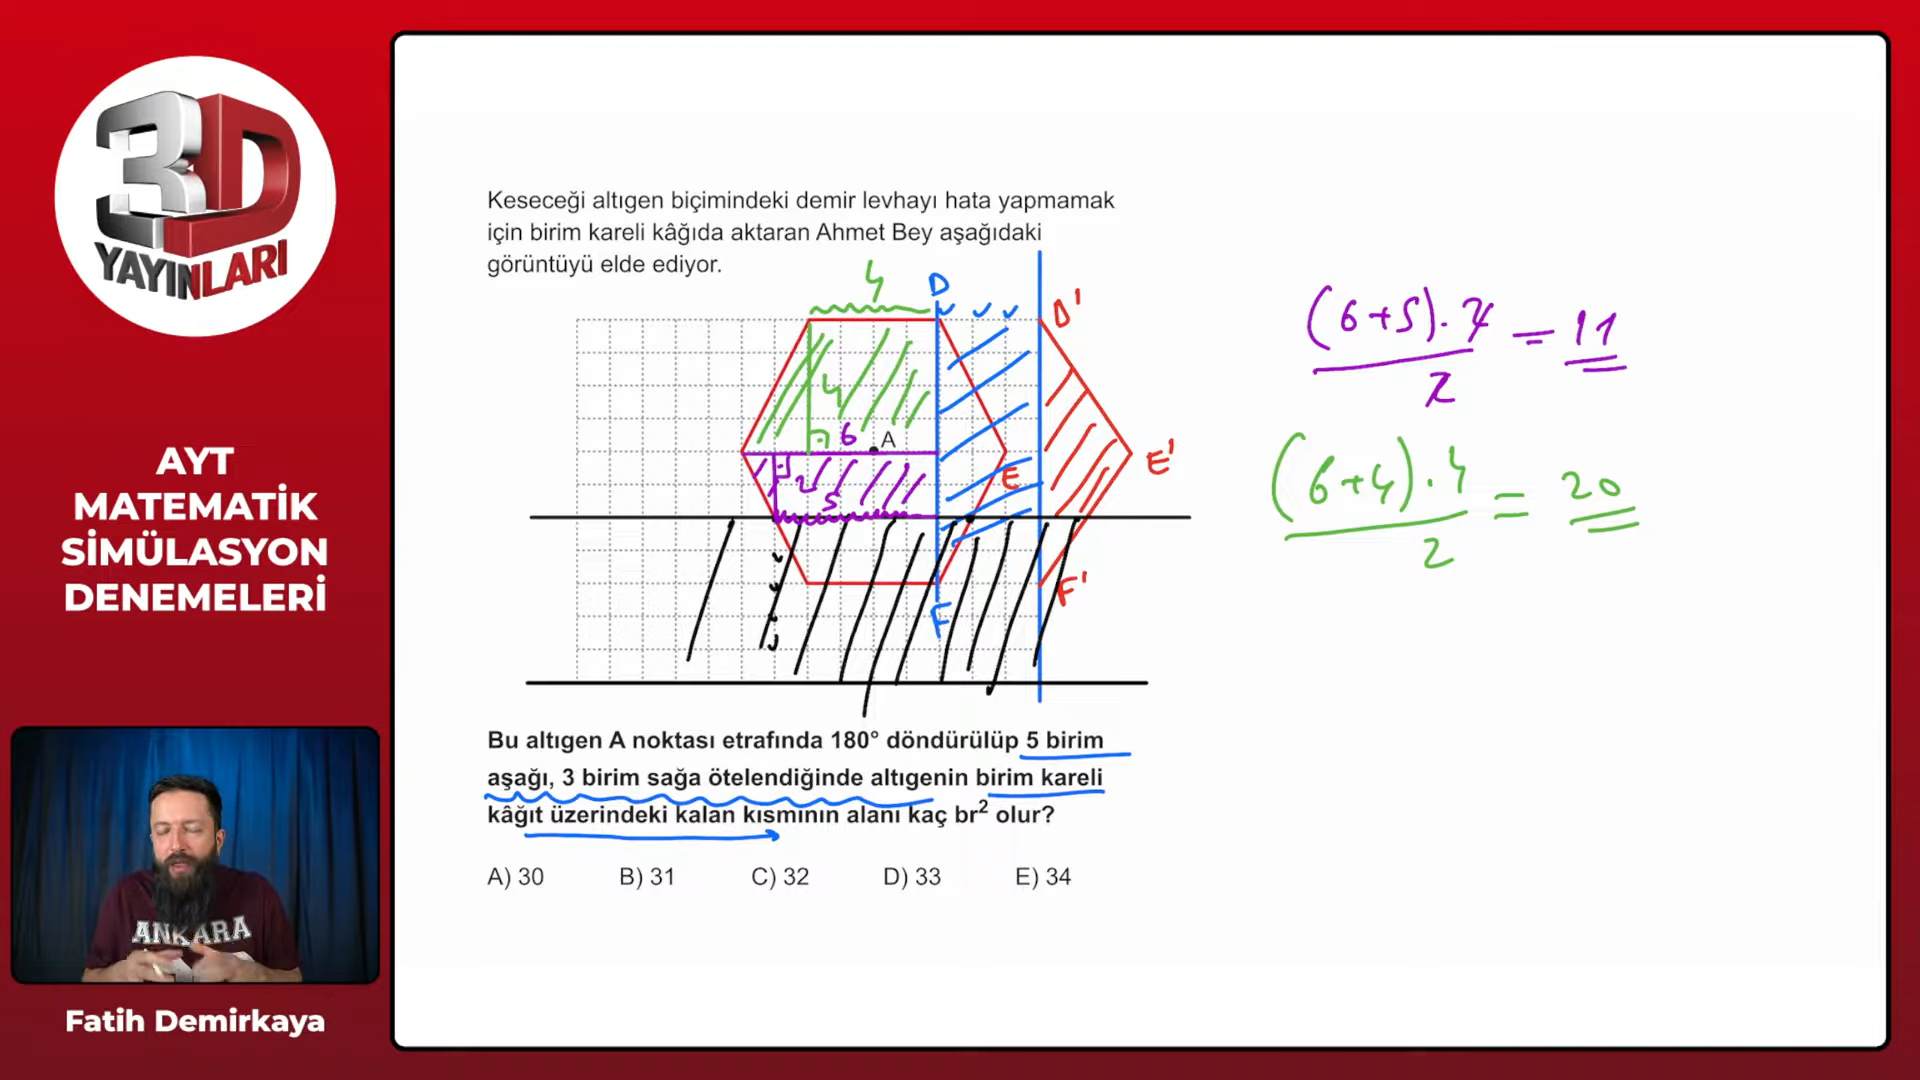 3D
YAYINLARI
AYT
MATEMATİK
SİMÜLASYON
DENEMELERİ
ANKARA
Fatih Demirkaya
Keseceği altıgen biçimindeki demir levhayı hata yapmamak
için birim kareli kâğıda aktaran Ahmet Bey aşağıdaki
görüntüyü elde ediyor.
4
D
D'
4
6
A
2
5
E
E'
F
F'
(6+5).2 / 2 = 11
(6+4).4 / 2 = 20
Bu altıgen A noktası etrafında 180° döndürülüp 5 birim
aşağı, 3 birim sağa ötelendiğinde altıgenin birim kareli
kâğıt üzerindeki kalan kısmının alanı kaç br² olur?
A) 30 B) 31 C) 32 D) 33 E) 34